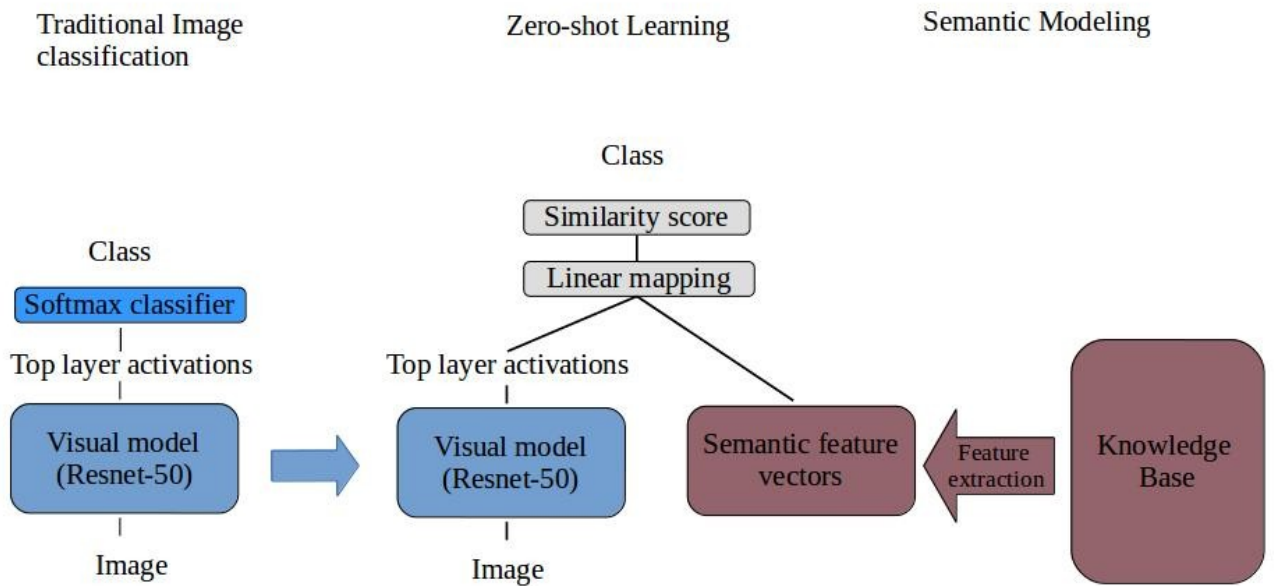 Traditional Image
classification
Zero-shot Learning
Semantic Modeling
Class
Softmax classifier
Top layer activations
Visual model
(Resnet-50)
Image
Class
Similarity score
Linear mapping
Top layer activations
Visual model
(Resnet-50)
Image
Semantic feature
vectors
Feature
extraction
Knowledge
Base